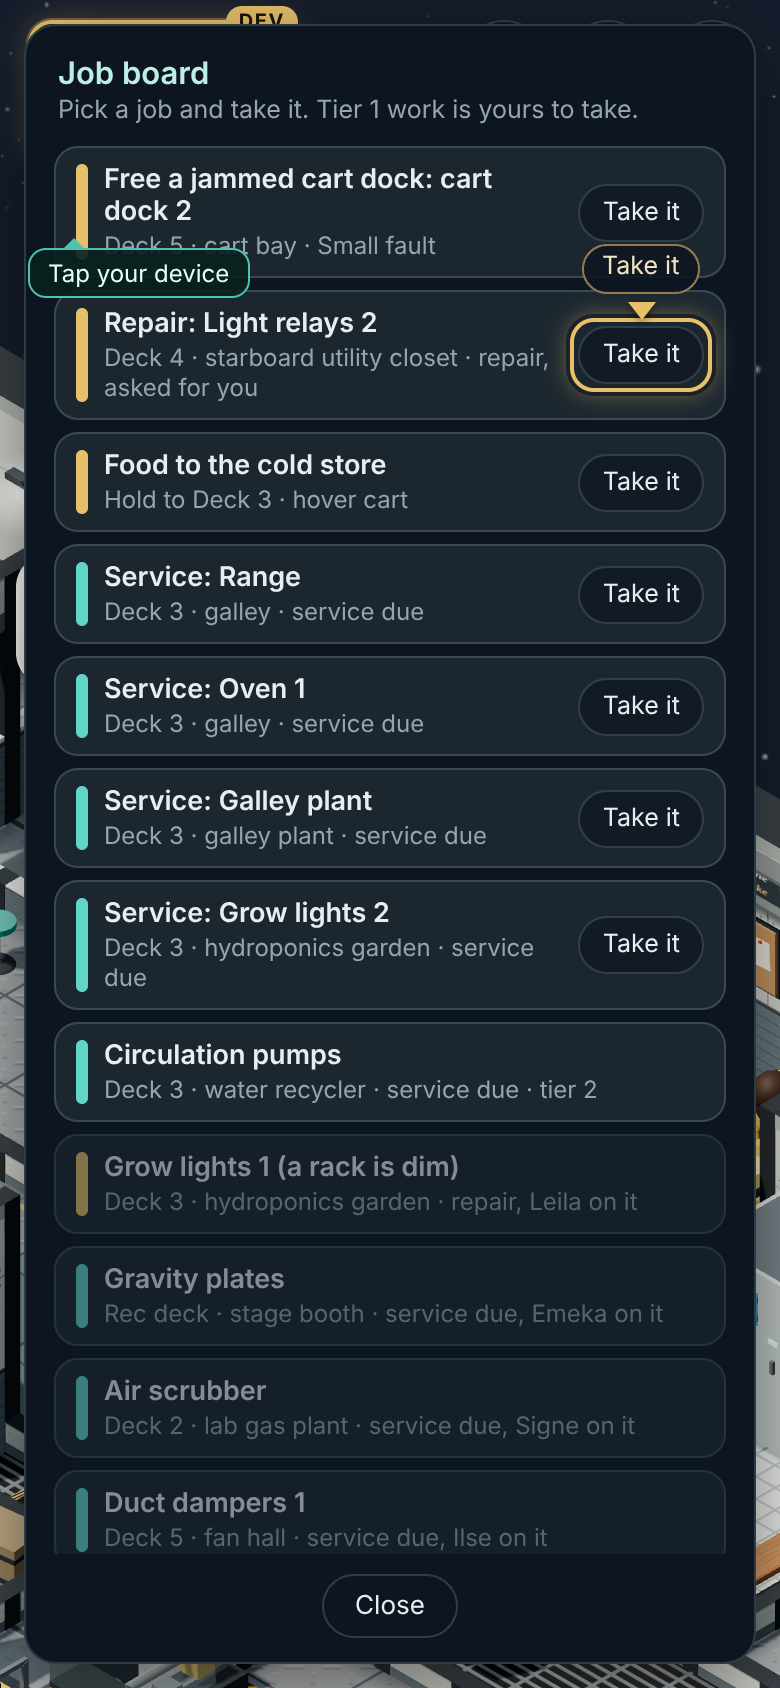 DEV
Job board
Pick a job and take it. Tier 1 work is yours to take.
Free a jammed cart dock: cart
dock 2
Deck 5 · cart bay · Small fault
Take it
Tap your device
Take it
Repair: Light relays 2
Deck 4 · starboard utility closet · repair,
asked for you
Take it
Food to the cold store
Hold to Deck 3 · hover cart
Take it
Service: Range
Deck 3 · galley · service due
Take it
Service: Oven 1
Deck 3 · galley · service due
Take it
Service: Galley plant
Deck 3 · galley plant · service due
Take it
Service: Grow lights 2
Deck 3 · hydroponics garden · service
due
Take it
Circulation pumps
Deck 3 · water recycler · service due · tier 2
Grow lights 1 (a rack is dim)
Deck 3 · hydroponics garden · repair, Leila on it
Gravity plates
Rec deck · stage booth · service due, Emeka on it
Air scrubber
Deck 2 · lab gas plant · service due, Signe on it
Duct dampers 1
Deck 5 · fan hall · service due, Ilse on it
Close